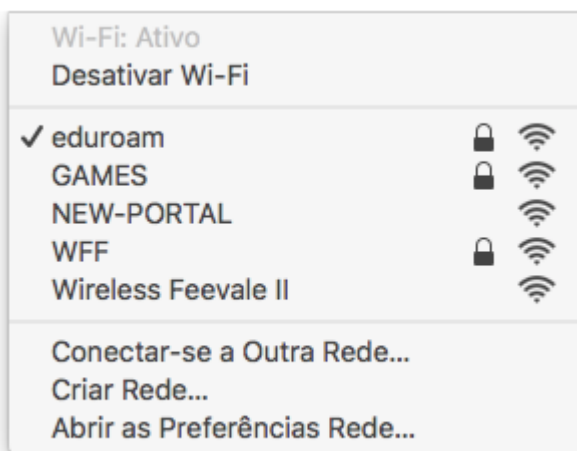 Wi-Fi: Ativo
Desativar Wi-Fi
eduroam
GAMES
NEW-PORTAL
WFF
Wireless Feevale II
Conectar-se a Outra Rede...
Criar Rede...
Abrir as Preferências Rede...